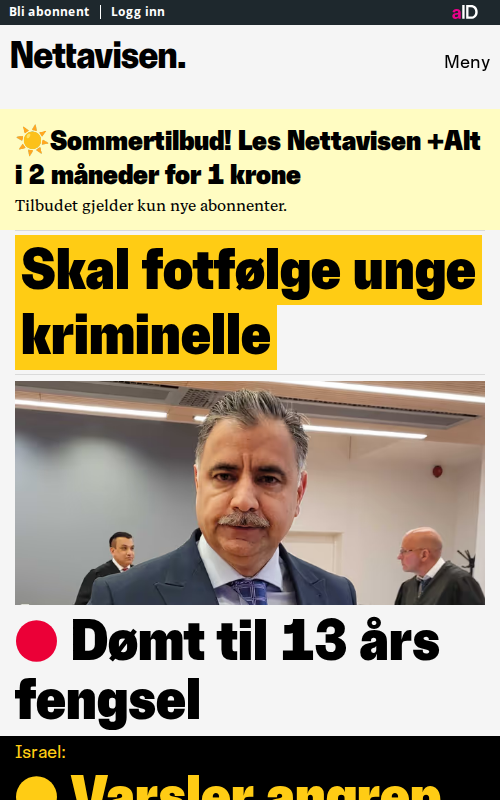 Bli abonnent | Logg inn
aID
Nettavisen.
Meny
☀️Sommertilbud! Les Nettavisen +Alt
i 2 måneder for 1 krone
Tilbudet gjelder kun nye abonnenter.
Skal fotfølge unge
kriminelle
Dømt til 13 års
fengsel
Israel:
Varsler angrep